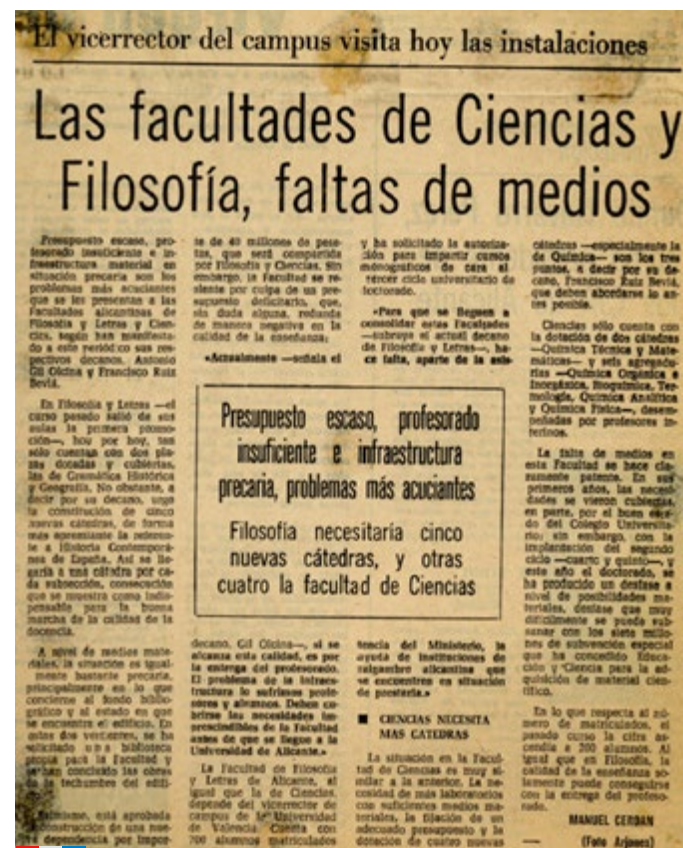 El vicerrector del campus visita hoy las instalaciones
Las facultades de Ciencias y
Filosofía, faltas de medios
Presupuesto escaso, pro-
fesorado insuficiente e in-
fraestructura material en
situación precaria son los
problemas más acuciantes
que se les presentan a las
Facultades alicantinas de
Filosofía y Letras y Cien-
cias, según han manifesta-
do a este periódico sus res-
pectivos decanos, Antonio
Gil Olcina y Francisco Ruiz
Beviá.
En Filosofía y Letras —el
curso pasado salió de sus
aulas la primera promo-
ción—, hoy por hoy, tan
sólo cuentan con dos pla-
zas dotadas y cubiertas,
las de Gramática Histórica
y Geografía. No obstante, a
decir por su decano, urge
la constitución de cinco
nuevas cátedras, de forma
más apremiante la referen-
te a Historia Contemporá-
nea de España. Así se lle-
garía a una cátedra por ca-
da subsección, consecución
que se muestra como indis-
pensable para la buena
marcha de la calidad de la
docencia.
A nivel de medios mate-
riales, la situación es igual-
mente bastante precaria,
principalmente en lo que
concierne al fondo biblio-
gráfico y al estado en que
se encuentra el edificio. En
estas dos vertientes, se ha
solicitado una biblioteca
propia para la Facultad y
se han concluido las obras
de la techumbre del edifi-
Asimismo, está aprobada
construcción de una nue-
dependencia por impor-
te de 40 millones de pese-
tas, que será compartida
por Filosofía y Ciencias. Sin
embargo, la Facultad se re-
siente por culpa de un pre-
supuesto deficitario, que,
sin duda alguna, redunda
de manera negativa en la
calidad de la enseñanza:
«Actualmente —señala el
Presupuesto escaso, profesorado
insuficiente e infraestructura
precaria, problemas más acuciantes
Filosofía necesitaría cinco
nuevas cátedras, y otras
cuatro la facultad de Ciencias
decano, Gil Olcina—, si se
alcanza esta calidad, es por
la entrega del profesorado.
El problema de la infraes-
tructura lo sufrimos profe-
sores y alumnos. Deben cu-
brirse las necesidades im-
prescindibles de la Facultad
antes de que se llegue a la
Universidad de Alicante.»
La Facultad de Filosofía
y Letras de Alicante, al
igual que la de Ciencias,
depende del vicerrector de
campus de la Universidad
de Valencia. Cuenta con
700 alumnos matriculados
y ha solicitado la autoriza-
ción para impartir cursos
monográficos de cara al
tercer ciclo universitario de
doctorado.
«Para que se lleguen a
consolidar estas Facultades
—subraya el actual decano
de Filosofía y Letras—, ha-
ce falta, aparte de la asis-
tencia del Ministerio, la
ayuda de instituciones de
raigambre alicantina que
se encuentren en situación
de prestarla.»
■ CIENCIAS NECESITA
MAS CATEDRAS
La situación en la Facul-
tad de Ciencias es muy si-
milar a la anterior. La ne-
cesidad de más laboratorios
con suficientes medios ma-
teriales, la fijación de un
adecuado presupuesto y la
dotación de cuatro nuevas
cátedras —especialmente la
de Química— son los tres
puntos, a decir por su de-
cano, Francisco Ruiz Beviá,
que deben abordarse lo an-
tes posible.
Ciencias sólo cuenta con
la dotación de dos cátedras
—Química Técnica y Mate-
máticas— y seis agregadu-
rías —Química Orgánica e
Inorgánica, Bioquímica, Ter-
mología, Química Analítica
y Química Física—, desem-
peñadas por profesores in-
terinos.
La falta de medios en
esta Facultad se hace cla-
ramente patente. En sus
primeros años, las necesi-
dades se vieron cubiertas,
en parte, por el buen esta-
do del Colegio Universita-
rio; sin embargo, con la
implantación del segundo
ciclo —cuarto y quinto—, y
este año el doctorado, se
ha producido un desfase a
nivel de posibilidades ma-
teriales, desfase que muy
difícilmente se puede sub-
sanar con los siete millo-
nes de subvención especial
que ha concedido Educa-
ción y Ciencia para la ad-
quisición de material cien-
tífico.
En lo que respecta al nú-
mero de matriculados, el
pasado curso la cifra as-
cendía a 200 alumnos. Al
igual que en Filosofía, la
calidad de la enseñanza so-
lamente puede conseguirse
con la entrega del profeso-
rado.
MANUEL CERDAN
(Foto Arjones)